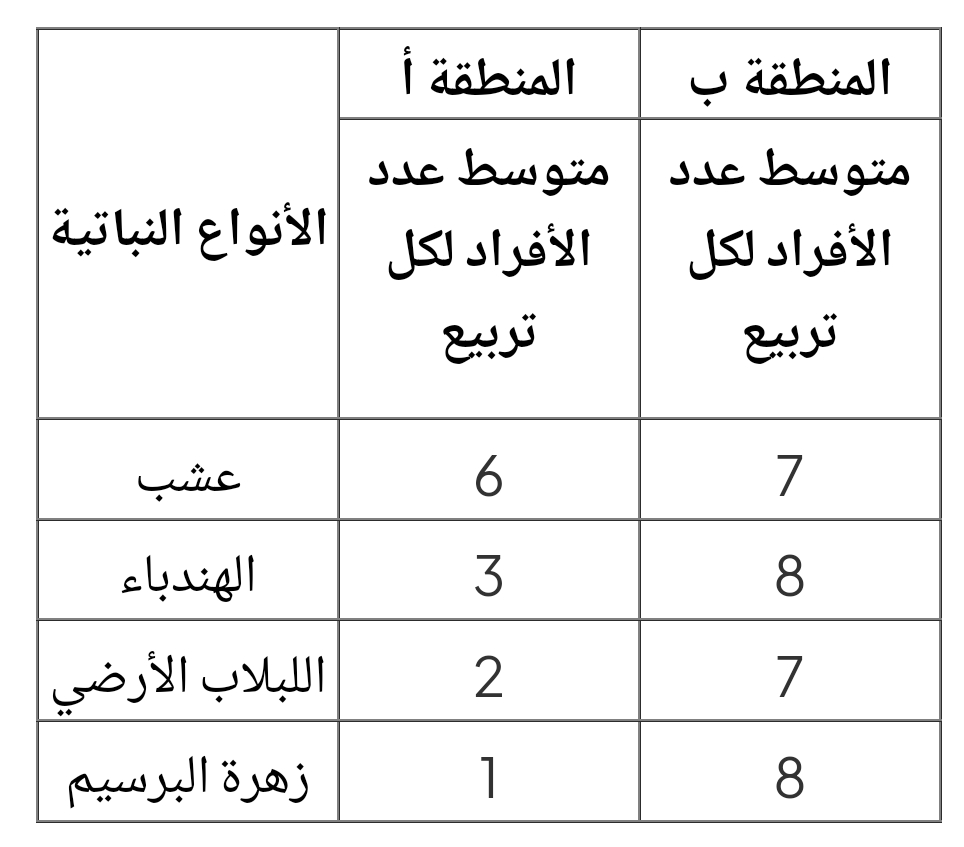 المنطقة أ المنطقة ب
الأنواع النباتية
متوسط عدد
الأفراد لكل
تربيع
متوسط عدد
الأفراد لكل
تربيع
عشب 6 7
الهندباء 3 8
اللبلاب الأرضي 2 7
زهرة البرسيم 1 8